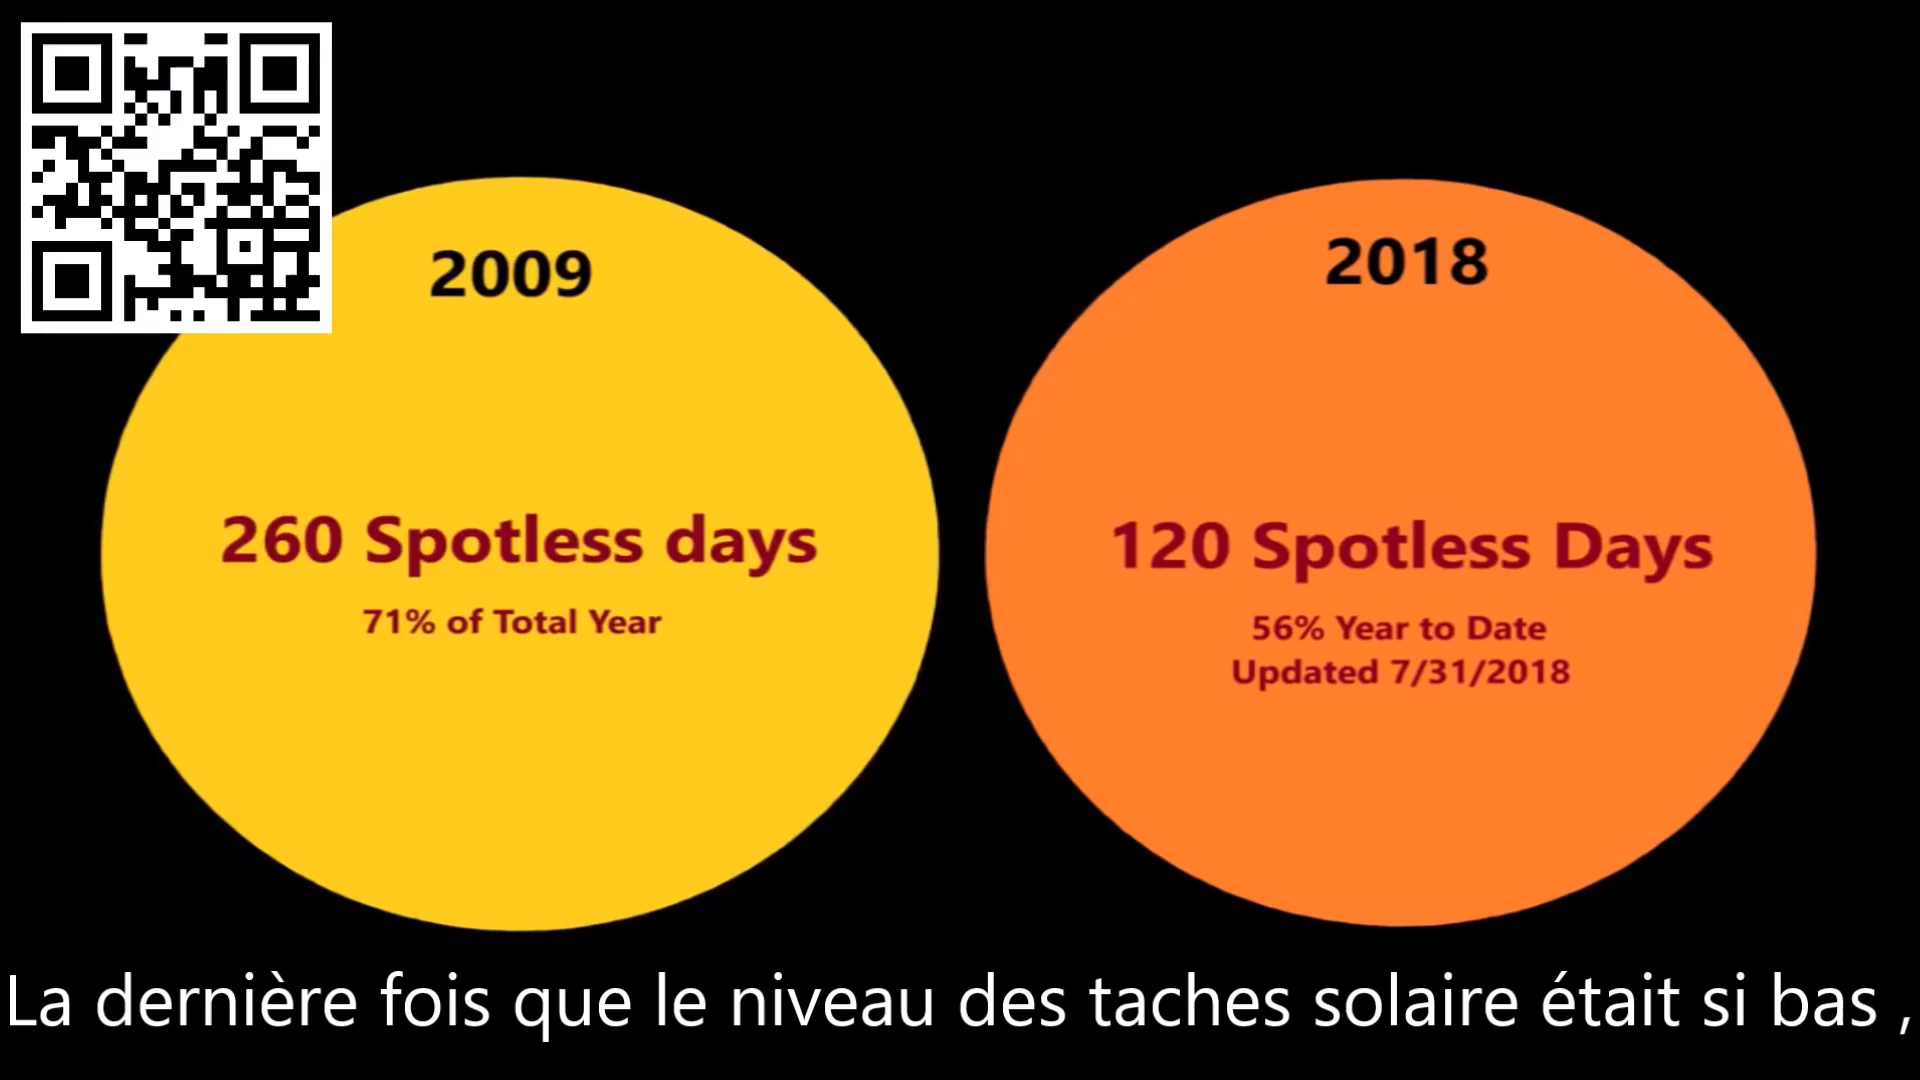 2009
260 Spotless days
71% of Total Year
2018
120 Spotless Days
56% Year to Date
Updated 7/31/2018
La dernière fois que le niveau des taches solaire était si bas ,